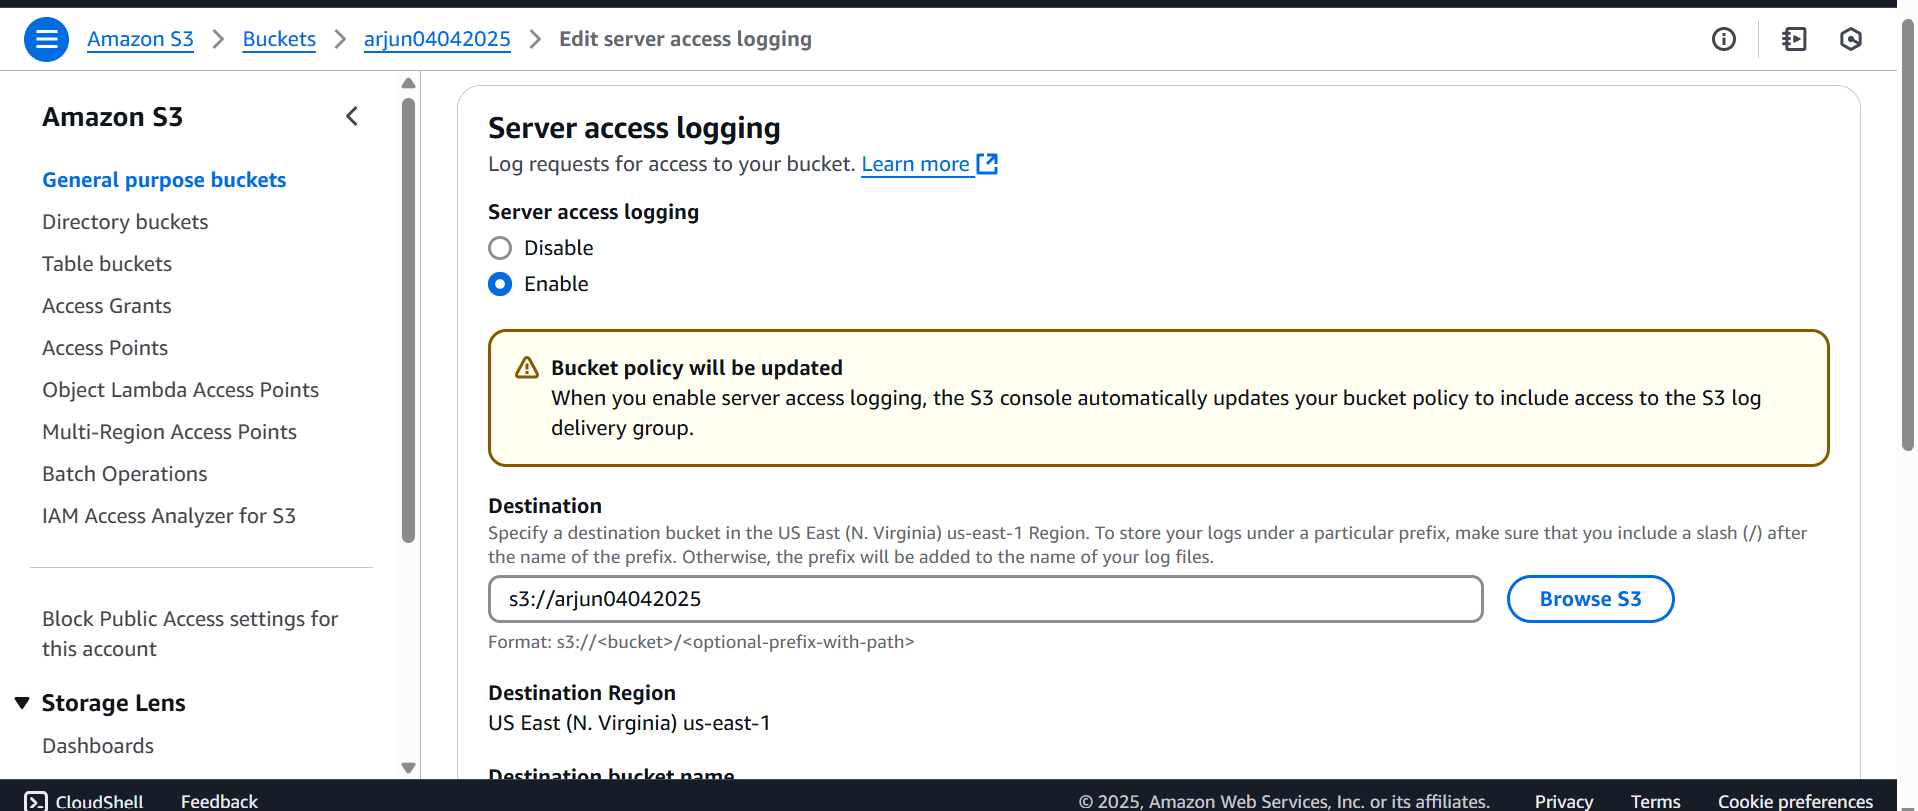 Amazon S3 > Buckets > arjun04042025 > Edit server access logging
Amazon S3
General purpose buckets
Directory buckets
Table buckets
Access Grants
Access Points
Object Lambda Access Points
Multi-Region Access Points
Batch Operations
IAM Access Analyzer for S3
Block Public Access settings for
this account
Storage Lens
Dashboards
Server access logging
Log requests for access to your bucket. Learn more
Server access logging
Disable
Enable
Bucket policy will be updated
When you enable server access logging, the S3 console automatically updates your bucket policy to include access to the S3 log
delivery group.
Destination
Specify a destination bucket in the US East (N. Virginia) us-east-1 Region. To store your logs under a particular prefix, make sure that you include a slash (/) after
the name of the prefix. Otherwise, the prefix will be added to the name of your log files.
s3://arjun04042025
Browse S3
Format: s3://<bucket>/<optional-prefix-with-path>
Destination Region
US East (N. Virginia) us-east-1
Destination bucket name
CloudShell Feedback © 2025, Amazon Web Services, Inc. or its affiliates. Privacy Terms Cookie preferences